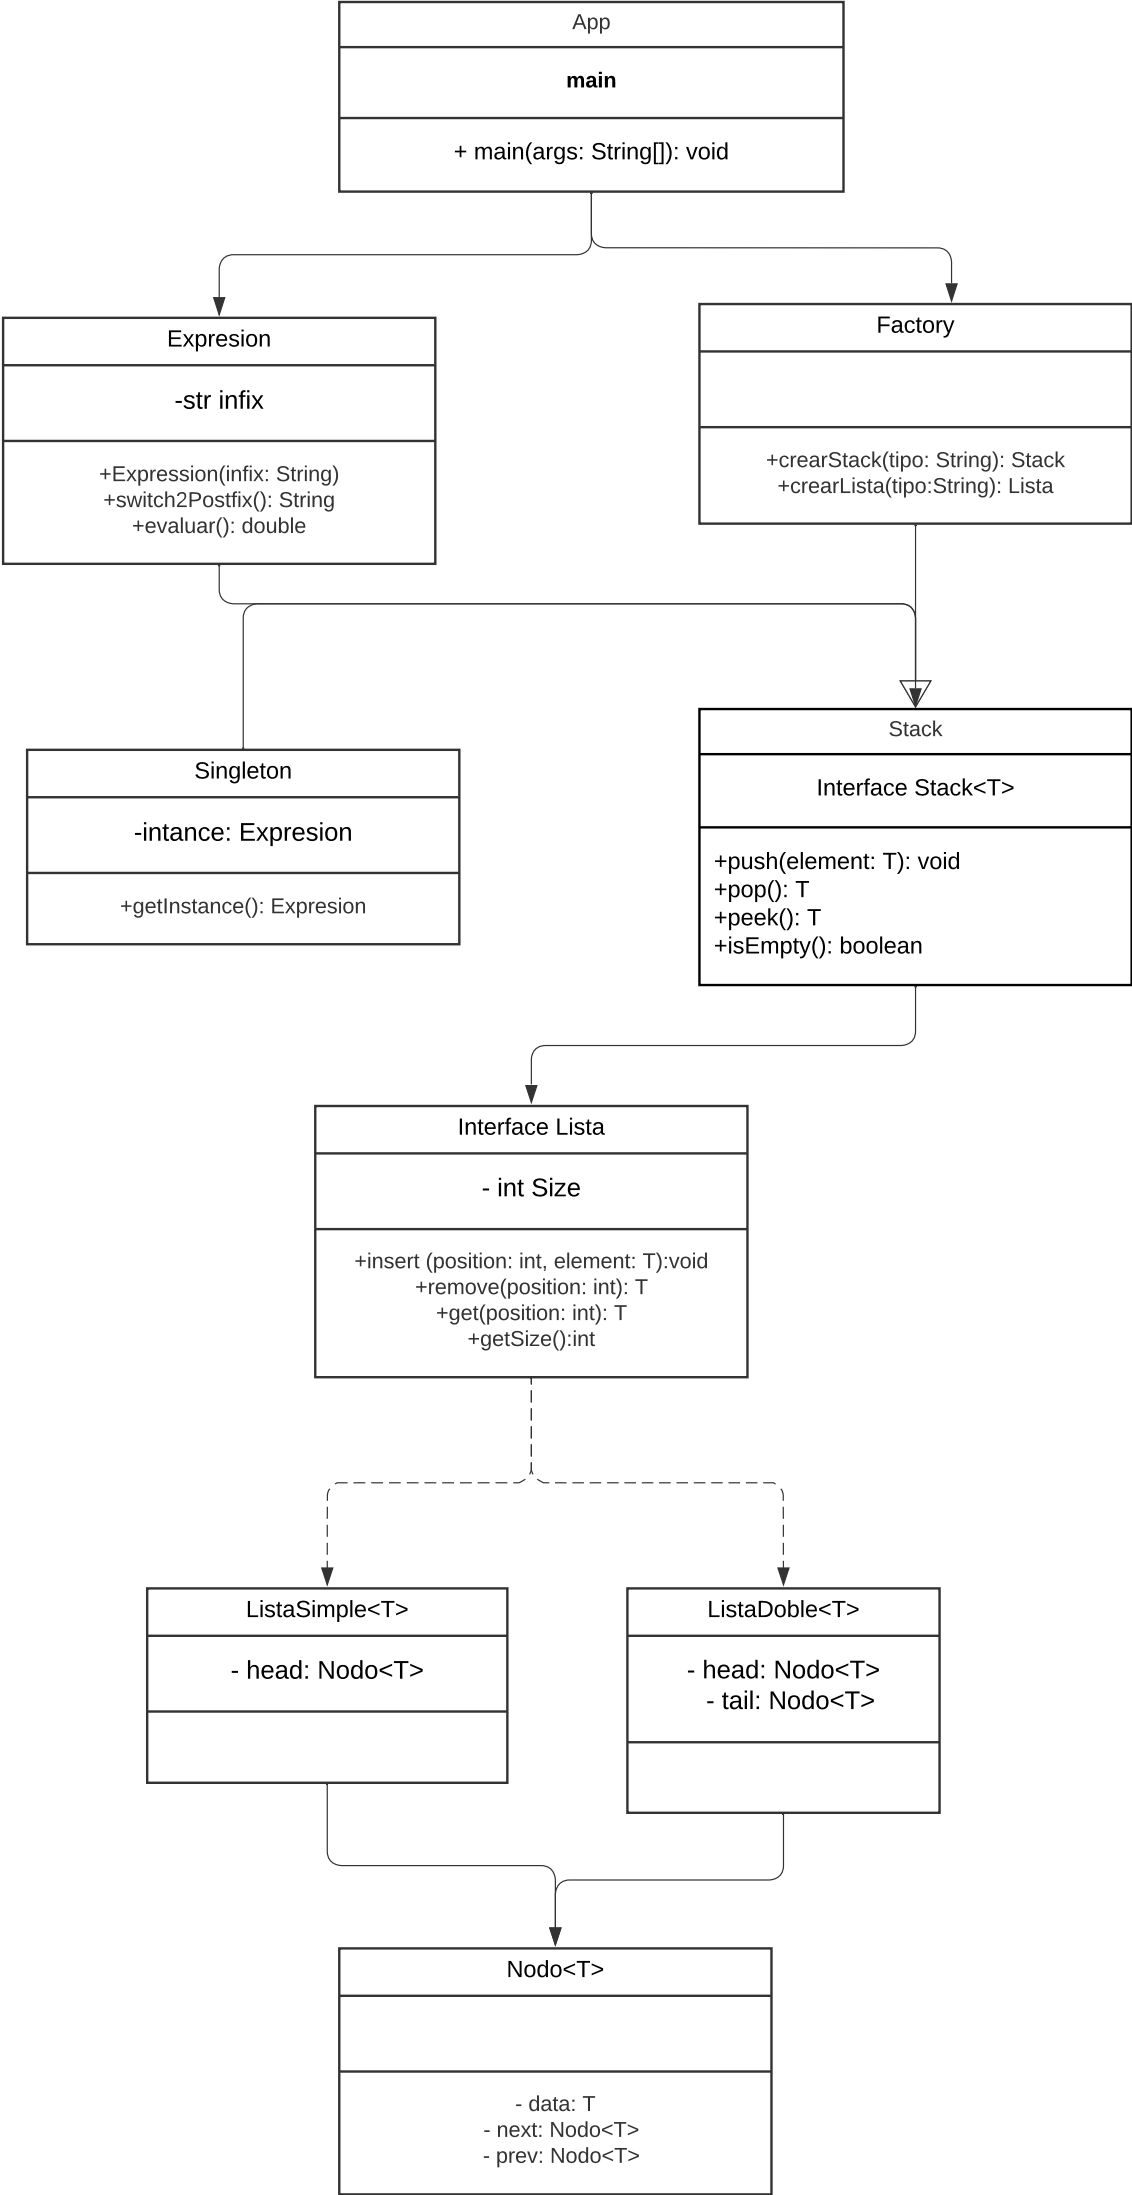 App
main
+ main(args: String[]): void
Expresion
-str infix
+Expression(infix: String)
+switch2Postfix(): String
+evaluar(): double
Factory
+crearStack(tipo: String): Stack
+crearLista(tipo:String): Lista
Singleton
-intance: Expresion
+getInstance(): Expresion
Stack
Interface Stack<T>
+push(element: T): void
+pop(): T
+peek(): T
+isEmpty(): boolean
Interface Lista
- int Size
+insert (position: int, element: T):void
+remove(position: int): T
+get(position: int): T
+getSize():int
ListaSimple<T>
- head: Nodo<T>
ListaDoble<T>
- head: Nodo<T>
- tail: Nodo<T>
Nodo<T>
- data: T
- next: Nodo<T>
- prev: Nodo<T>